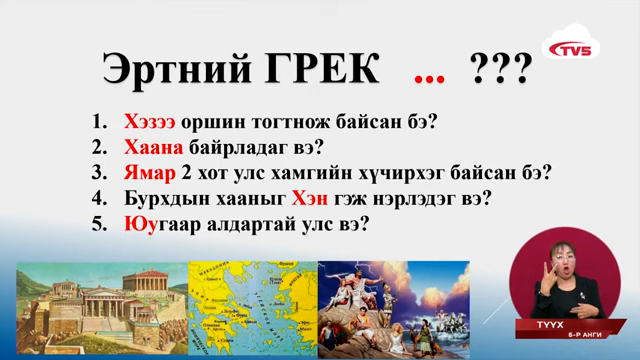 TV5
Эртний ГРЕК ... ???
1. Хэзээ оршин тогтнож байсан бэ?
2. Хаана байрладаг вэ?
3. Ямар 2 хот улс хамгийн хүчирхэг байсан бэ?
4. Бурхдын хааныг Хэн гэж нэрлэдэг вэ?
5. Юугаар алдартай улс вэ?
ТҮҮХ
6-Р АНГИ